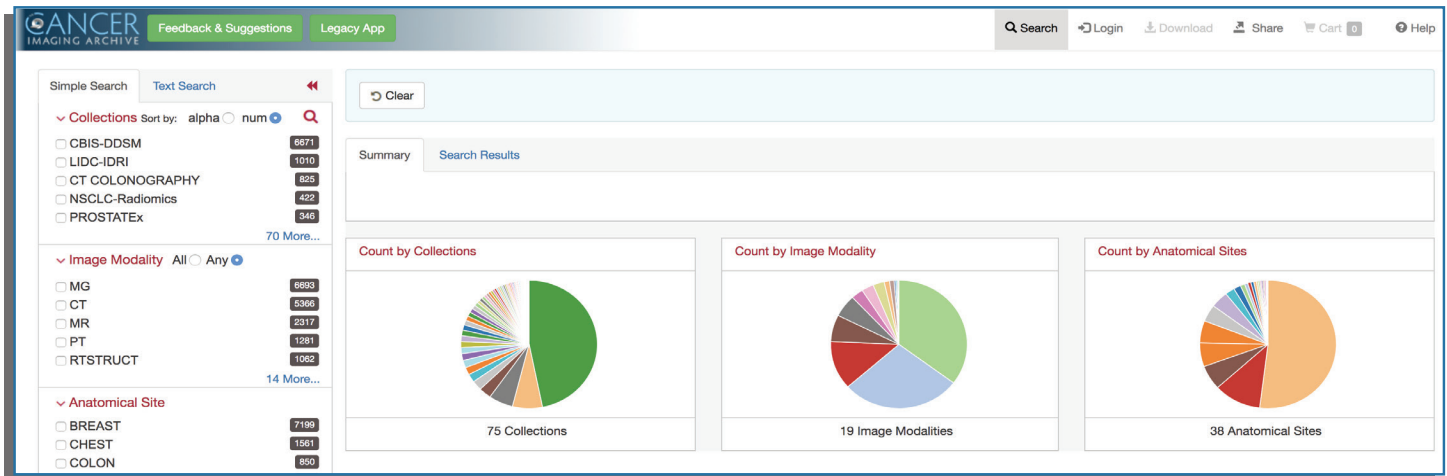 CANCER
IMAGING ARCHIVE
Feedback & Suggestions
Legacy App
Search
Login
Download
Share
Cart 0
Help
Simple Search
Text Search
Collections Sort by: alpha num
CBIS-DDSM 6671
LIDC-IDRI 1010
CT COLONOGRAPHY 825
NSCLC-Radiomics 422
PROSTATEx 346
70 More...
Image Modality All Any
MG 6693
CT 5366
MR 2317
PT 1281
RTSTRUCT 1062
14 More...
Anatomical Site
BREAST 7199
CHEST 1561
COLON 850
Clear
Summary
Search Results
Count by Collections
75 Collections
Count by Image Modality
19 Image Modalities
Count by Anatomical Sites
38 Anatomical Sites